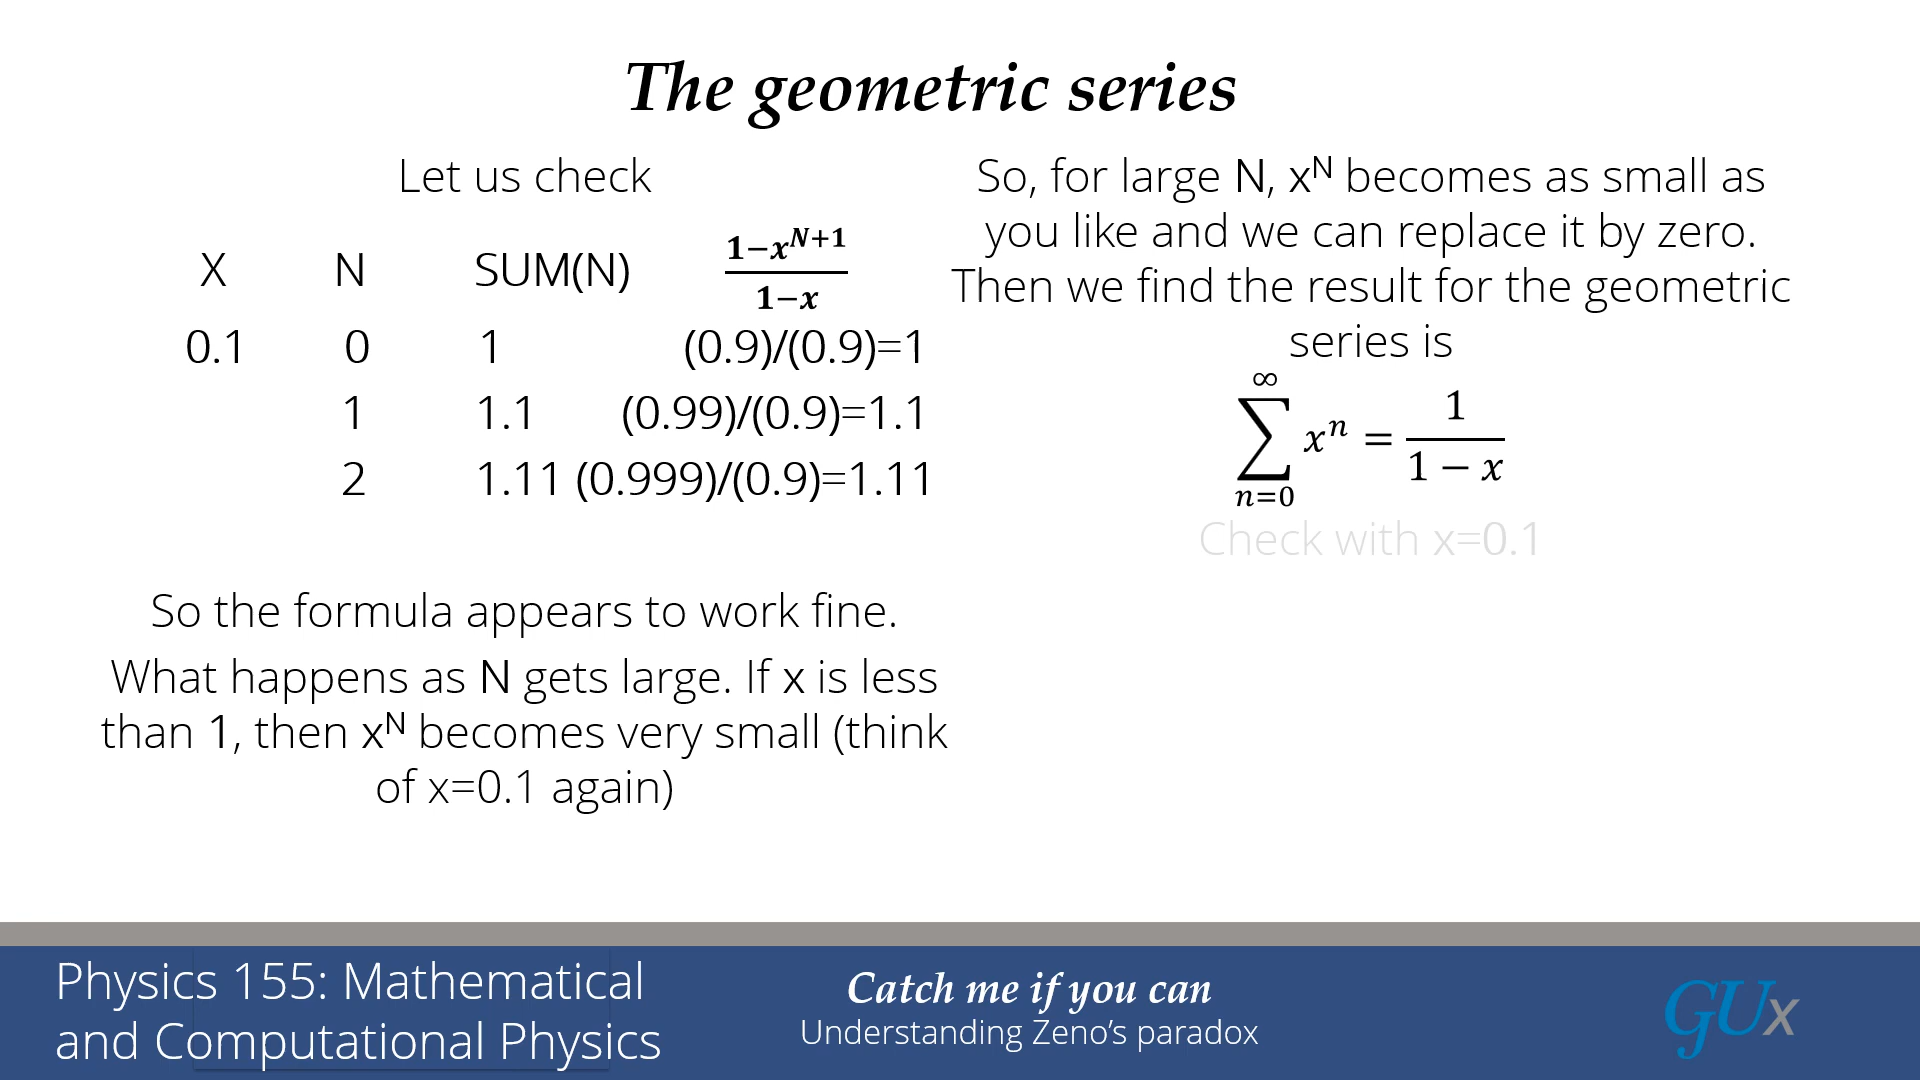 The geometric series
Let us check
X N SUM(N) 1−x^{N+1} / 1−x
0.1 0 1 (0.9)/(0.9)=1
1 1.1 (0.99)/(0.9)=1.1
2 1.11 (0.999)/(0.9)=1.11
So the formula appears to work fine.
What happens as N gets large. If x is less
than 1, then x^N becomes very small (think
of x=0.1 again)
So, for large N, x^N becomes as small as
you like and we can replace it by zero.
Then we find the result for the geometric
series is
∞
∑ x^n = 1 / 1 − x
n=0
Check with x=0.1
Physics 155: Mathematical
and Computational Physics
Catch me if you can
Understanding Zeno’s paradox
GUx